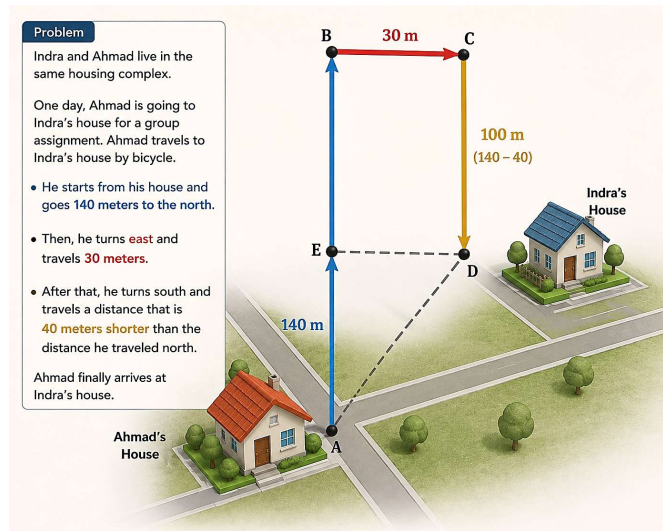 Problem
Indra and Ahmad live in the
same housing complex.
One day, Ahmad is going to
Indra's house for a group
assignment. Ahmad travels to
Indra's house by bicycle.
• He starts from his house and
goes 140 meters to the north.
• Then, he turns east and
travels 30 meters.
• After that, he turns south and
travels a distance that is
40 meters shorter than the
distance he traveled north.
Ahmad finally arrives at
Indra's house.
B
30 m
C
100 m
(140 – 40)
Indra's
House
E
D
140 m
A
Ahmad's
House